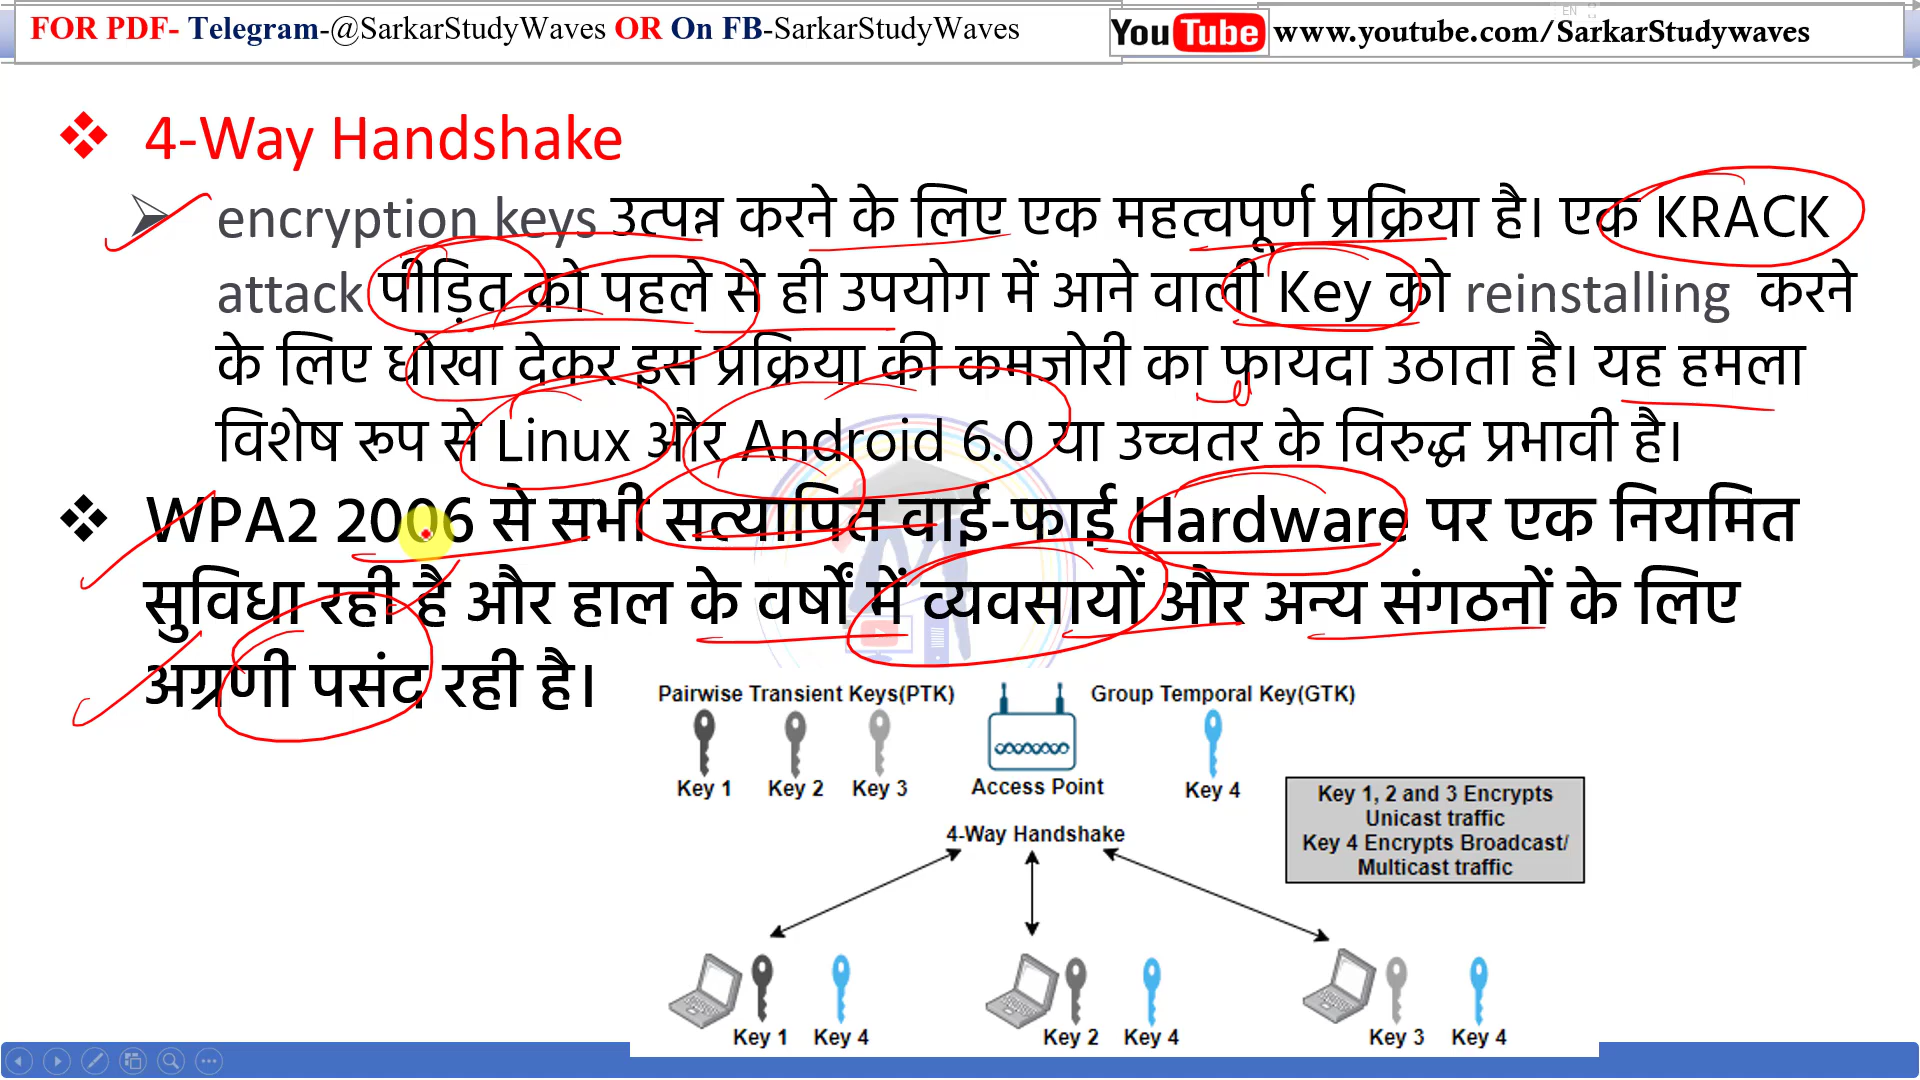 FOR PDF- Telegram-@SarkarStudyWaves OR On FB-SarkarStudyWaves
YouTube www.youtube.com/SarkarStudywaves
EN
4-Way Handshake
encryption keys उत्पन्न करने के लिए एक महत्वपूर्ण प्रक्रिया है। एक KRACK
attack पीड़ित को पहले से ही उपयोग में आने वाली Key को reinstalling करने
के लिए धोखा देकर इस प्रक्रिया की कमजोरी का फायदा उठाता है। यह हमला
विशेष रूप से Linux और Android 6.0 या उच्चतर के विरुद्ध प्रभावी है।
WPA2 2006 से सभी सत्यापित वाई-फाई Hardware पर एक नियमित
सुविधा रही है और हाल के वर्षों में व्यवसायों और अन्य संगठनों के लिए
अग्रणी पसंद रही है।
Pairwise Transient Keys(PTK) Group Temporal Key(GTK)
Key 1 Key 2 Key 3 Access Point Key 4
Key 1, 2 and 3 Encrypts
Unicast traffic
Key 4 Encrypts Broadcast/
Multicast traffic
4-Way Handshake
Key 1 Key 4 Key 2 Key 4 Key 3 Key 4